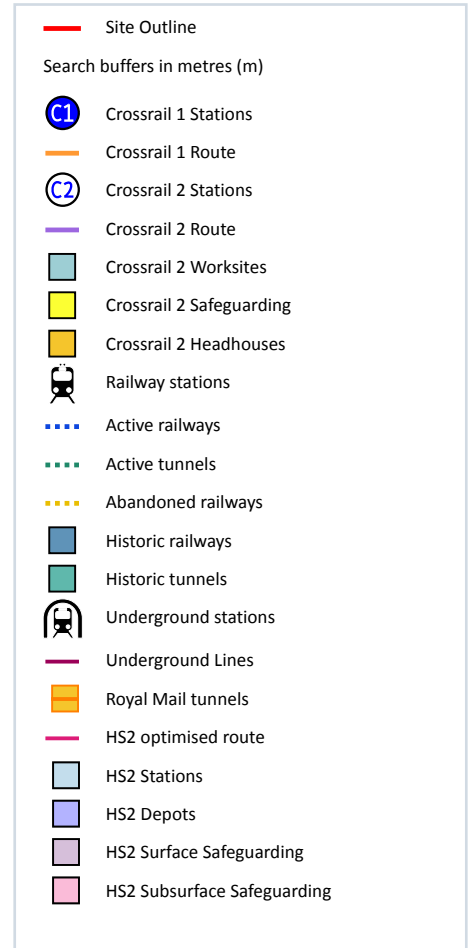 Site Outline
Search buffers in metres (m)
C1 Crossrail 1 Stations
Crossrail 1 Route
C2 Crossrail 2 Stations
Crossrail 2 Route
Crossrail 2 Worksites
Crossrail 2 Safeguarding
Crossrail 2 Headhouses
Railway stations
Active railways
Active tunnels
Abandoned railways
Historic railways
Historic tunnels
Underground stations
Underground Lines
Royal Mail tunnels
HS2 optimised route
HS2 Stations
HS2 Depots
HS2 Surface Safeguarding
HS2 Subsurface Safeguarding